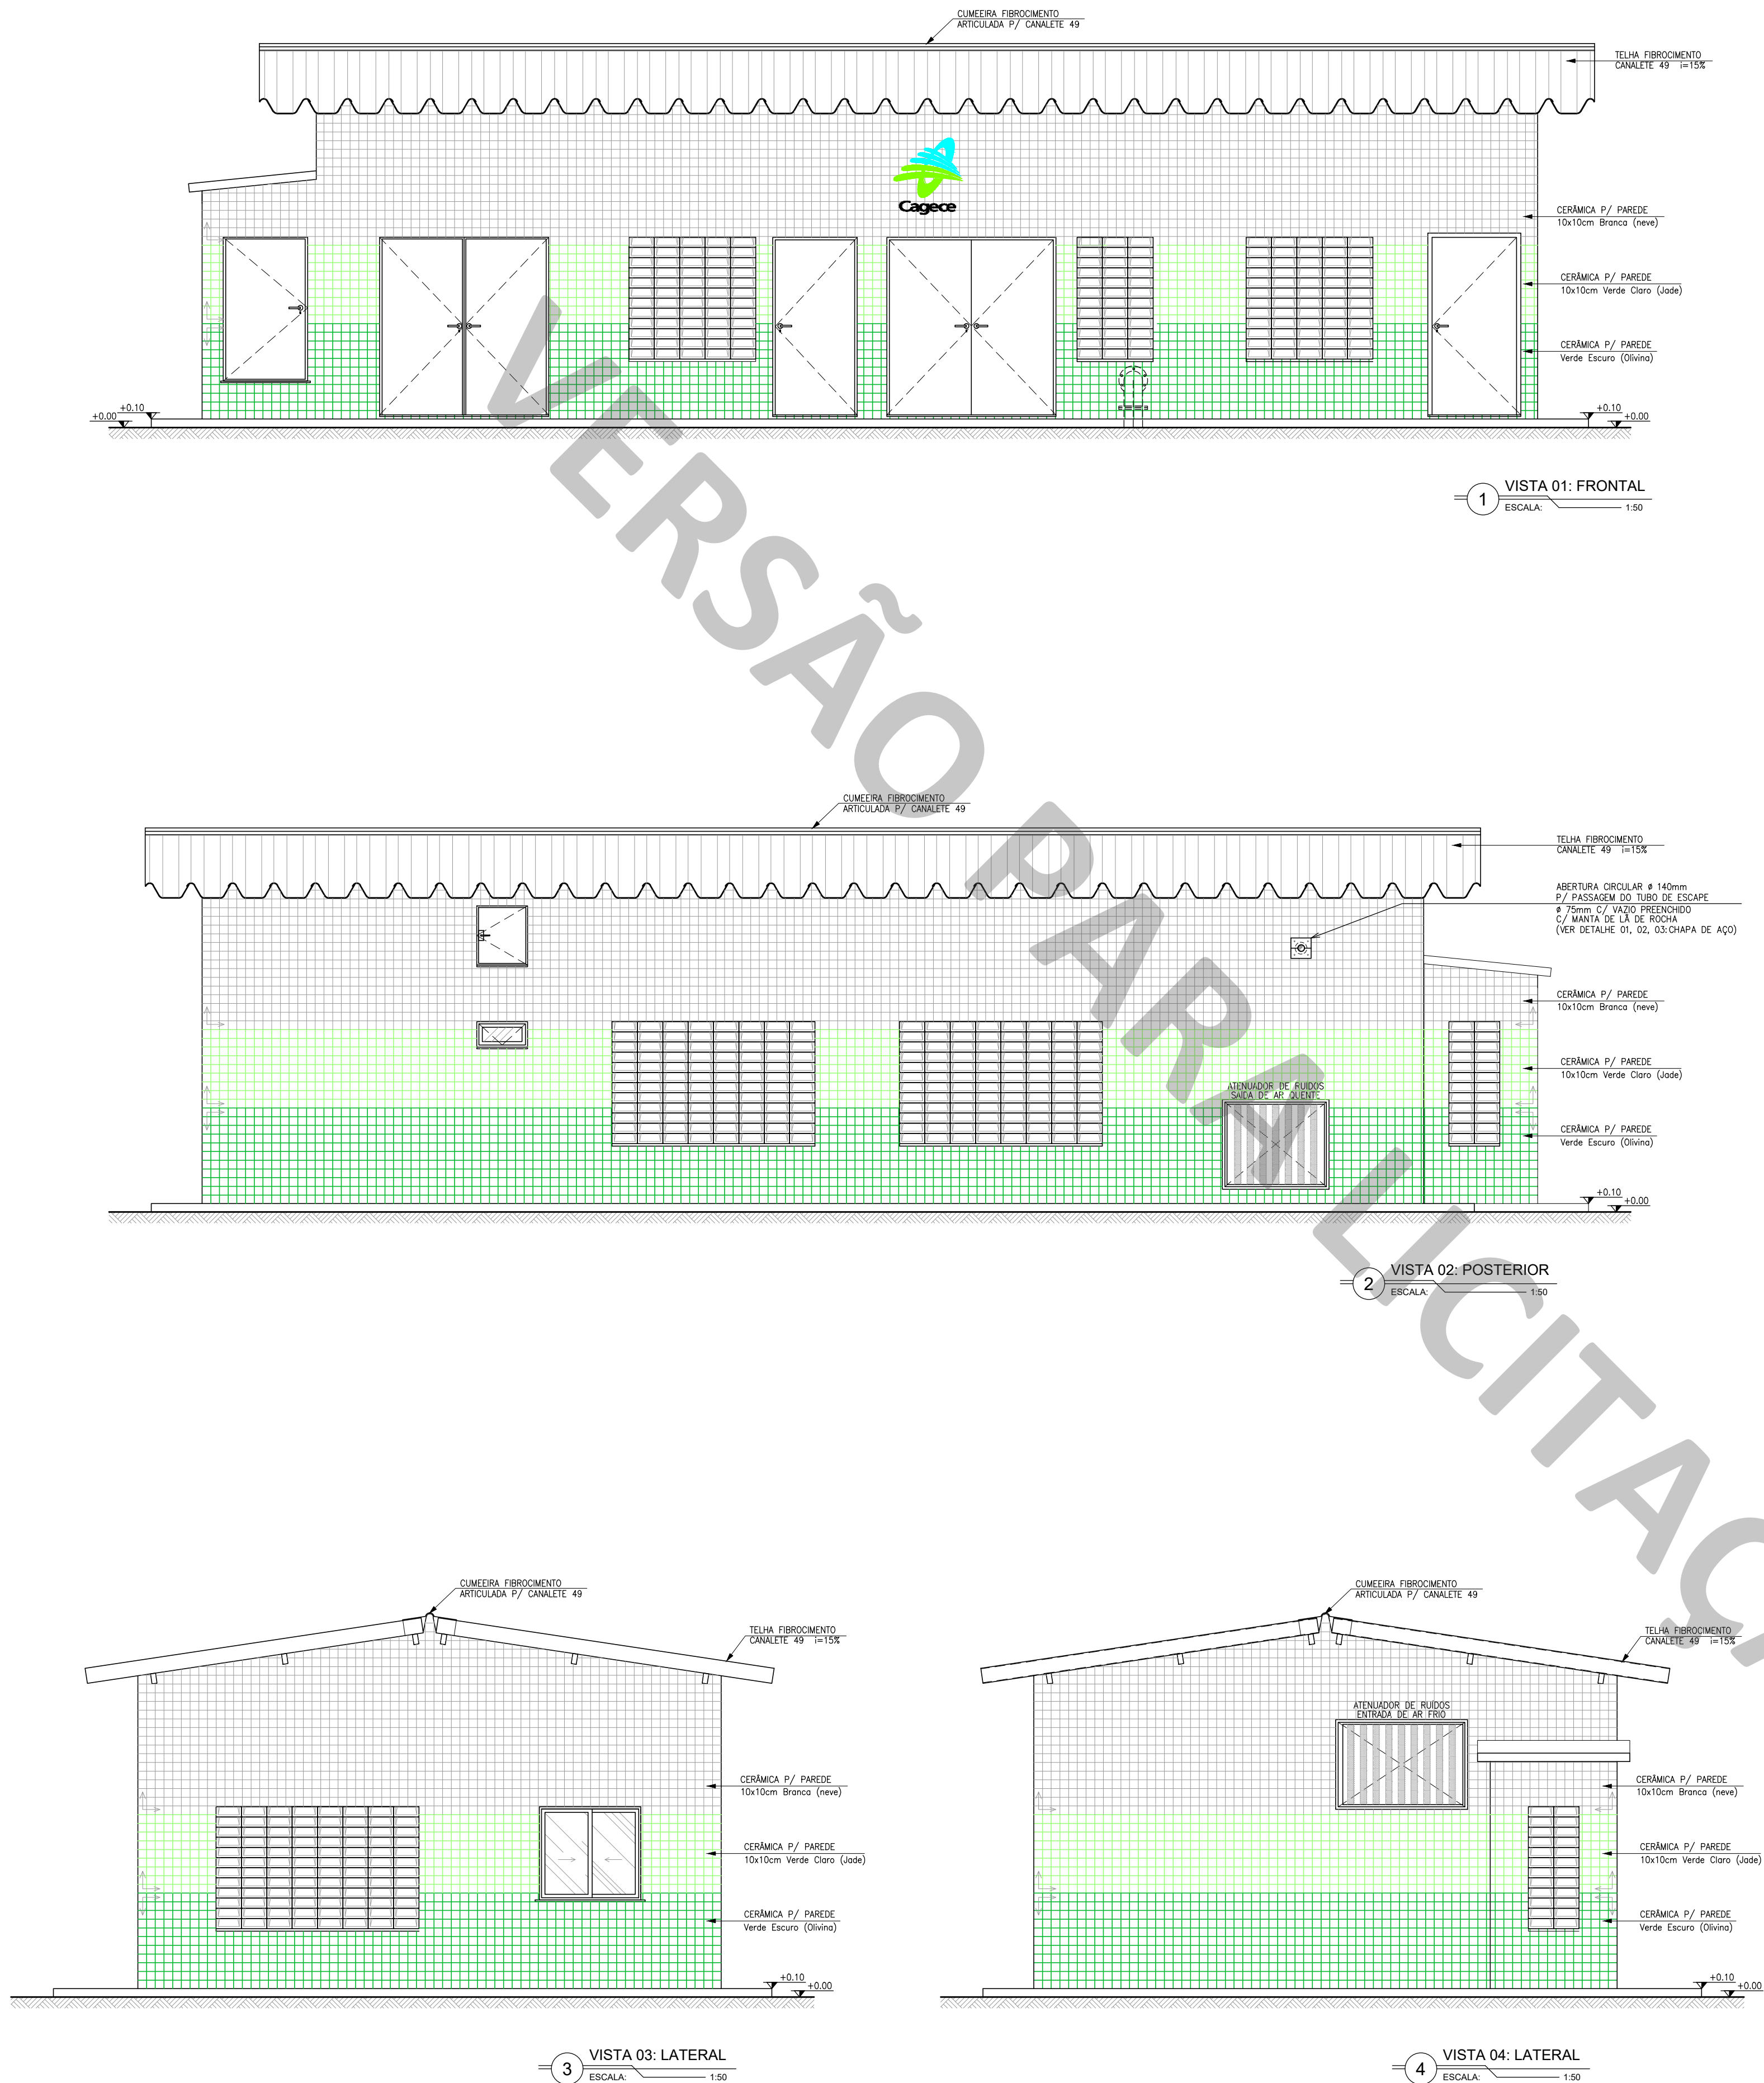 CUMEEIRA FIBROCIMENTO
ARTICULADA P/ CANALETE 49
TELHA FIBROCIMENTO
CANALETE 49 i=15%
Cagece
CERÂMICA P/ PAREDE
10x10cm Branca (neve)
CERÂMICA P/ PAREDE
10x10cm Verde Claro (Jade)
CERÂMICA P/ PAREDE
Verde Escuro (Olivina)
+0.10
+0.00
+0.10
+0.00
1
VISTA 01: FRONTAL
ESCALA: 1:50
VERSÃO PARA LICITAÇ
CUMEEIRA FIBROCIMENTO
ARTICULADA P/ CANALETE 49
TELHA FIBROCIMENTO
CANALETE 49 i=15%
ABERTURA CIRCULAR ø 140mm
P/ PASSAGEM DO TUBO DE ESCAPE
ø 75mm C/ VAZIO PREENCHIDO
C/ MANTA DE LÃ DE ROCHA
(VER DETALHE 01, 02, 03:CHAPA DE AÇO)
CERÂMICA P/ PAREDE
10x10cm Branca (neve)
CERÂMICA P/ PAREDE
10x10cm Verde Claro (Jade)
ATENUADOR DE RUIDOS
SAIDA DE AR QUENTE
CERÂMICA P/ PAREDE
Verde Escuro (Olivina)
+0.10
+0.00
2
VISTA 02: POSTERIOR
ESCALA: 1:50
CUMEEIRA FIBROCIMENTO
ARTICULADA P/ CANALETE 49
TELHA FIBROCIMENTO
CANALETE 49 i=15%
CERÂMICA P/ PAREDE
10x10cm Branca (neve)
CERÂMICA P/ PAREDE
10x10cm Verde Claro (Jade)
CERÂMICA P/ PAREDE
Verde Escuro (Olivina)
+0.10
+0.00
3
VISTA 03: LATERAL
ESCALA: 1:50
CUMEEIRA FIBROCIMENTO
ARTICULADA P/ CANALETE 49
TELHA FIBROCIMENTO
CANALETE 49 i=15%
ATENUADOR DE RUIDOS
ENTRADA DE AR FRIO
CERÂMICA P/ PAREDE
10x10cm Branca (neve)
CERÂMICA P/ PAREDE
10x10cm Verde Claro (Jade)
CERÂMICA P/ PAREDE
Verde Escuro (Olivina)
+0.10
+0.00
4
VISTA 04: LATERAL
ESCALA: 1:50